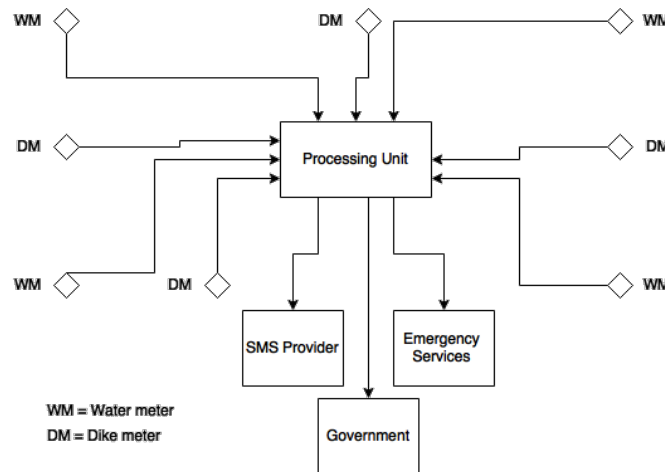 WM
DM
WM
DM
Processing Unit
DM
WM
DM
WM
SMS Provider
Emergency
Services
WM = Water meter
DM = Dike meter
Government